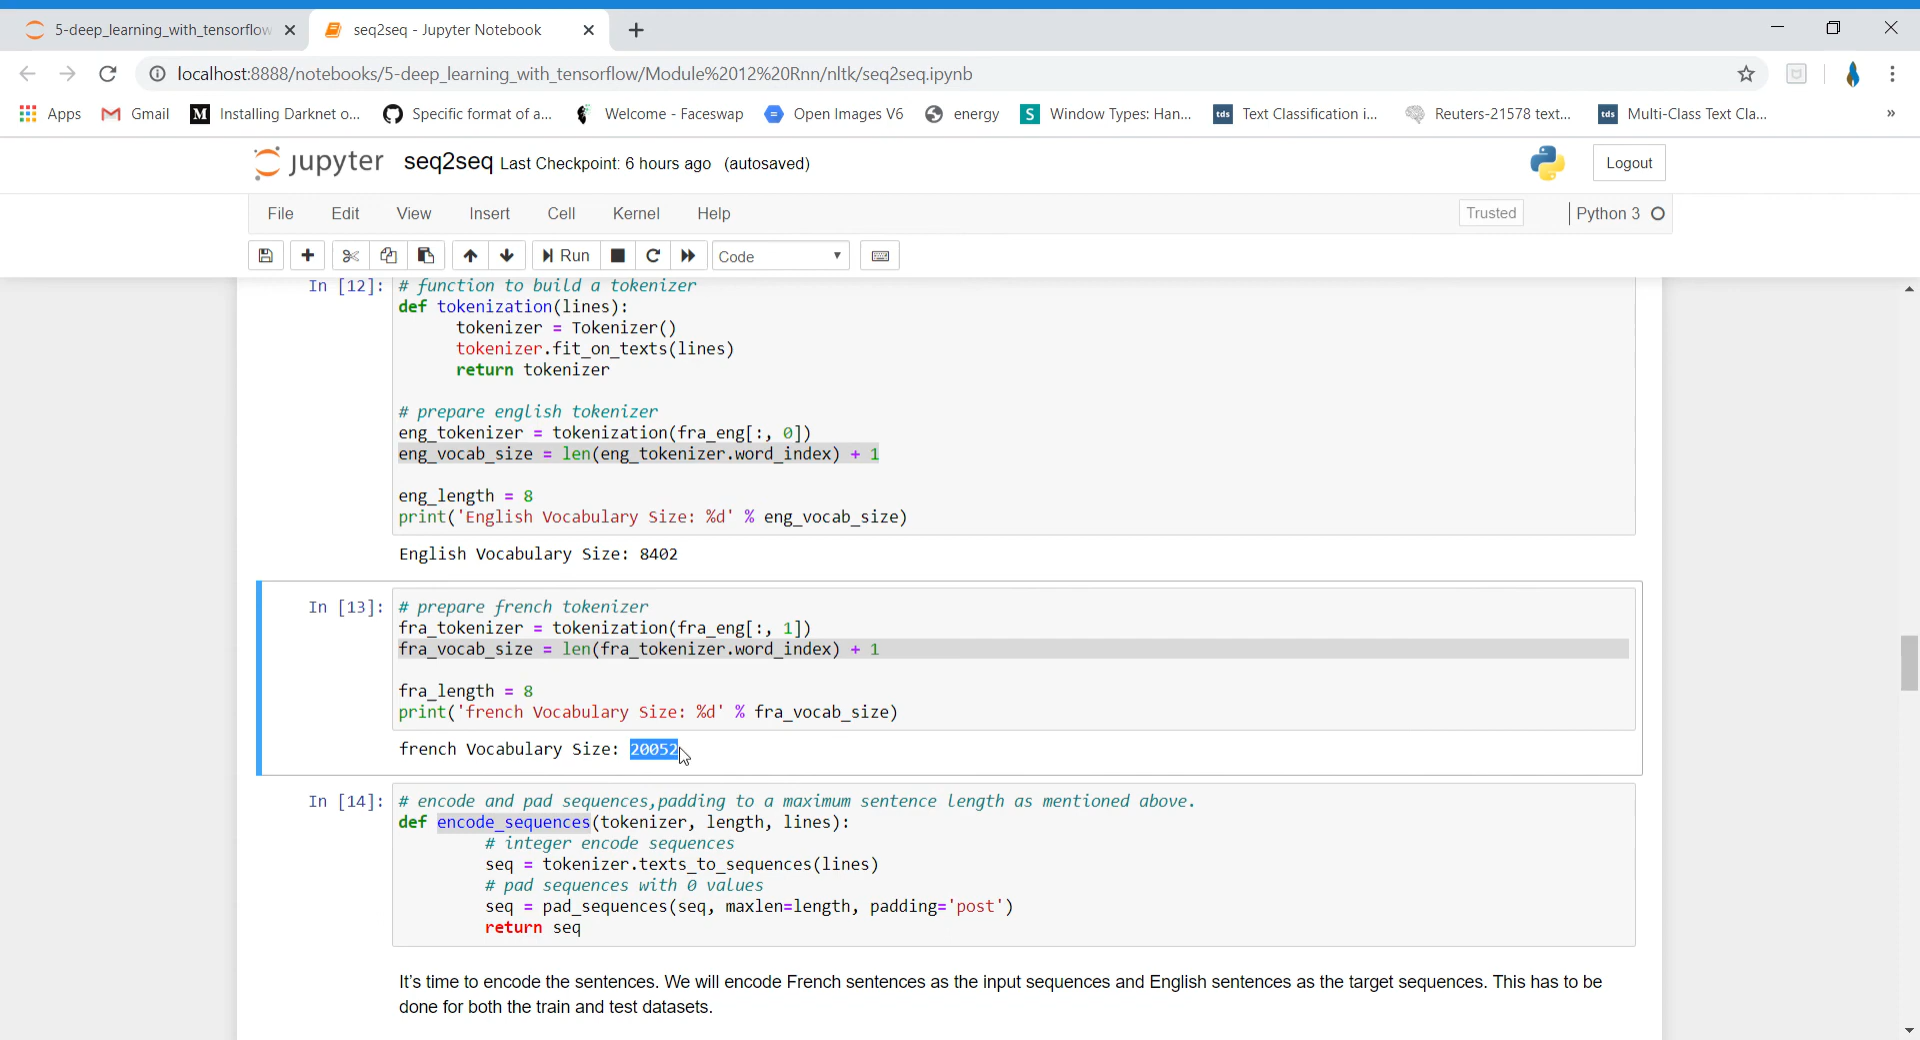 5-deep_learning_with_tensorflow
seq2seq - Jupyter Notebook
localhost:8888/notebooks/5-deep_learning_with_tensorflow/Module%2012%20Rnn/nltk/seq2seq.ipynb
Apps Gmail M Installing Darknet o... Specific format of a... Welcome - Faceswap Open Images V6 energy S Window Types: Han... tds Text Classification i... Reuters-21578 text... tds Multi-Class Text Cla... »
jupyter seq2seq Last Checkpoint: 6 hours ago (autosaved) Logout
File Edit View Insert Cell Kernel Help Trusted Python 3
Run Code
In [12]: # function to build a tokenizer
def tokenization(lines):
tokenizer = Tokenizer()
tokenizer.fit_on_texts(lines)
return tokenizer
# prepare english tokenizer
eng_tokenizer = tokenization(fra_eng[:, 0])
eng_vocab_size = len(eng_tokenizer.word_index) + 1
eng_length = 8
print('English Vocabulary Size: %d' % eng_vocab_size)
English Vocabulary Size: 8402
In [13]: # prepare french tokenizer
fra_tokenizer = tokenization(fra_eng[:, 1])
fra_vocab_size = len(fra_tokenizer.word_index) + 1
fra_length = 8
print('french Vocabulary Size: %d' % fra_vocab_size)
french Vocabulary Size: 20052
In [14]: # encode and pad sequences,padding to a maximum sentence length as mentioned above.
def encode_sequences(tokenizer, length, lines):
# integer encode sequences
seq = tokenizer.texts_to_sequences(lines)
# pad sequences with 0 values
seq = pad_sequences(seq, maxlen=length, padding='post')
return seq
It's time to encode the sentences. We will encode French sentences as the input sequences and English sentences as the target sequences. This has to be
done for both the train and test datasets.